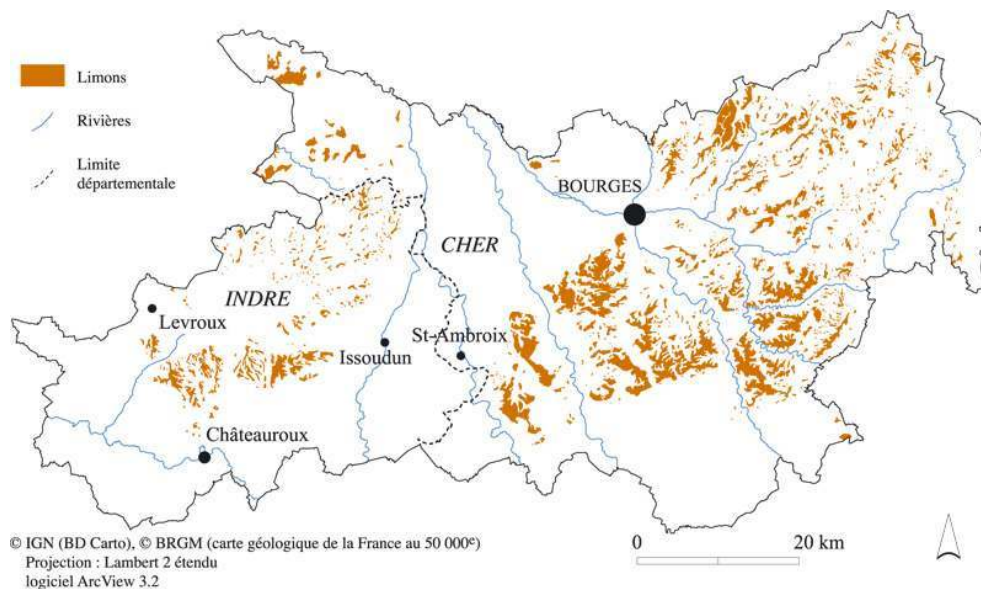 Limons
Rivières
Limite
départementale
BOURGES
CHER
INDRE
Levroux
St-Ambroix
Issoudun
Châteauroux
© IGN (BD Carto), © BRGM (carte géologique de la France au 50 000ᵉ)
Projection : Lambert 2 étendu
logiciel ArcView 3.2
0 20 km